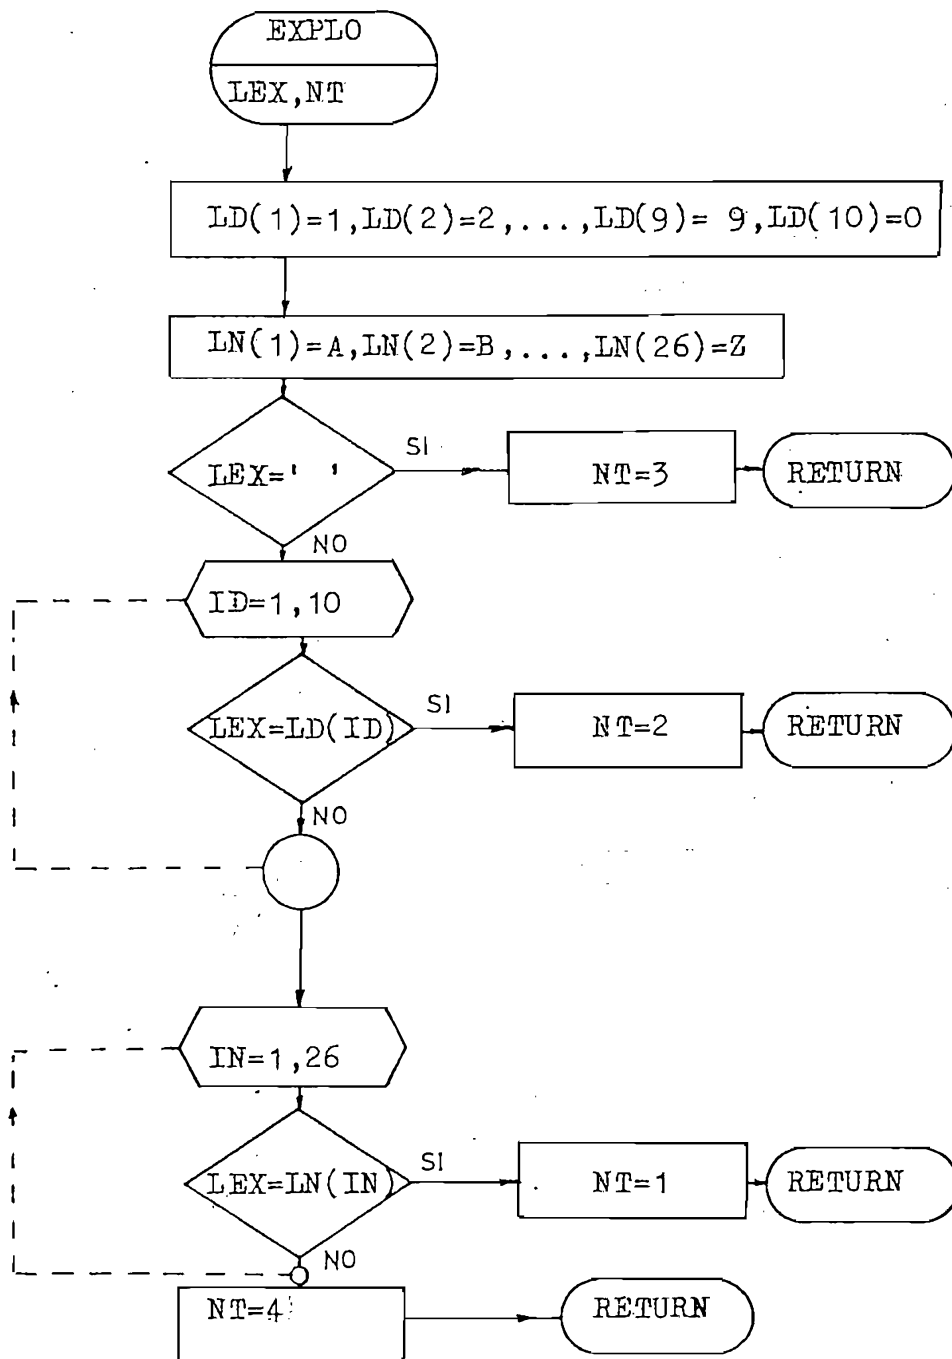 EXPLO
LEX,NT
LD(1)=1,LD(2)=2,...,LD(9)= 9,LD(10)=0
LN(1)=A,LN(2)=B,...,LN(26)=Z
LEX=' '
SI
NT=3
RETURN
NO
ID=1,10
LEX=LD(ID)
SI
NT=2
RETURN
NO
IN=1,26
LEX=LN(IN)
SI
NT=1
RETURN
NO
NT=4
RETURN